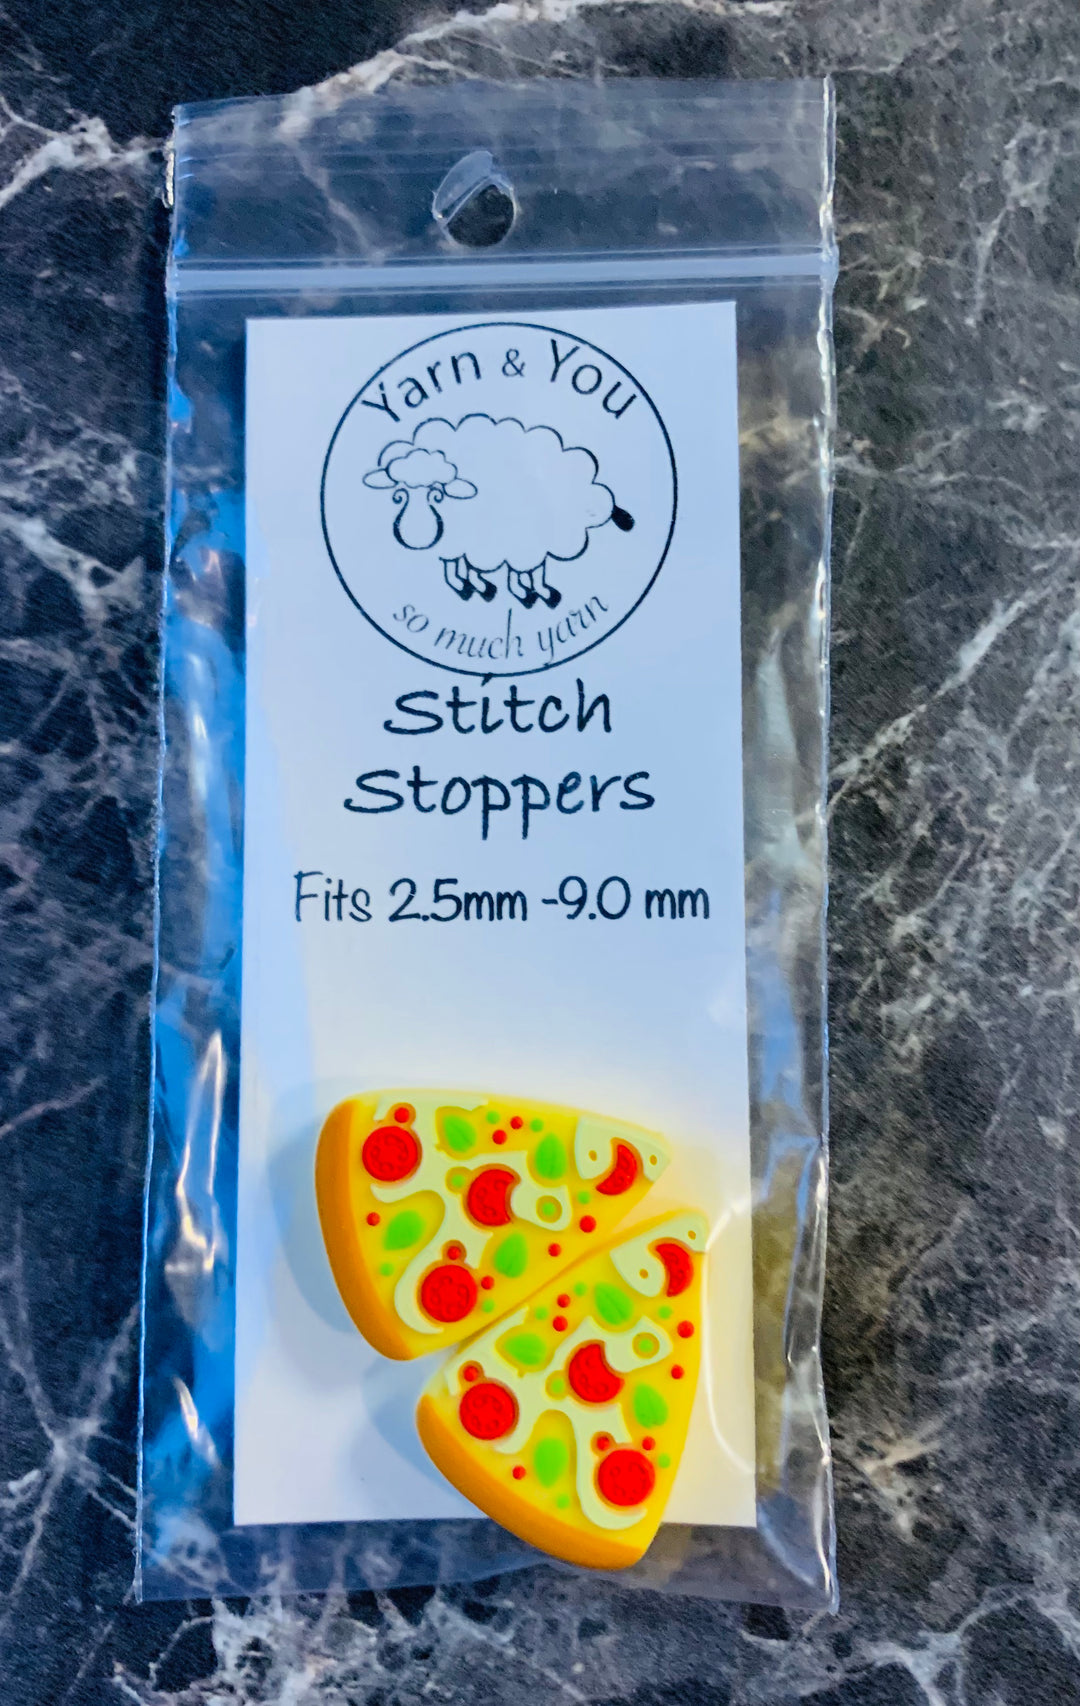 Yarn & You
so much yarn
Stitch
Stoppers
Fits 2.5mm -9.0 mm